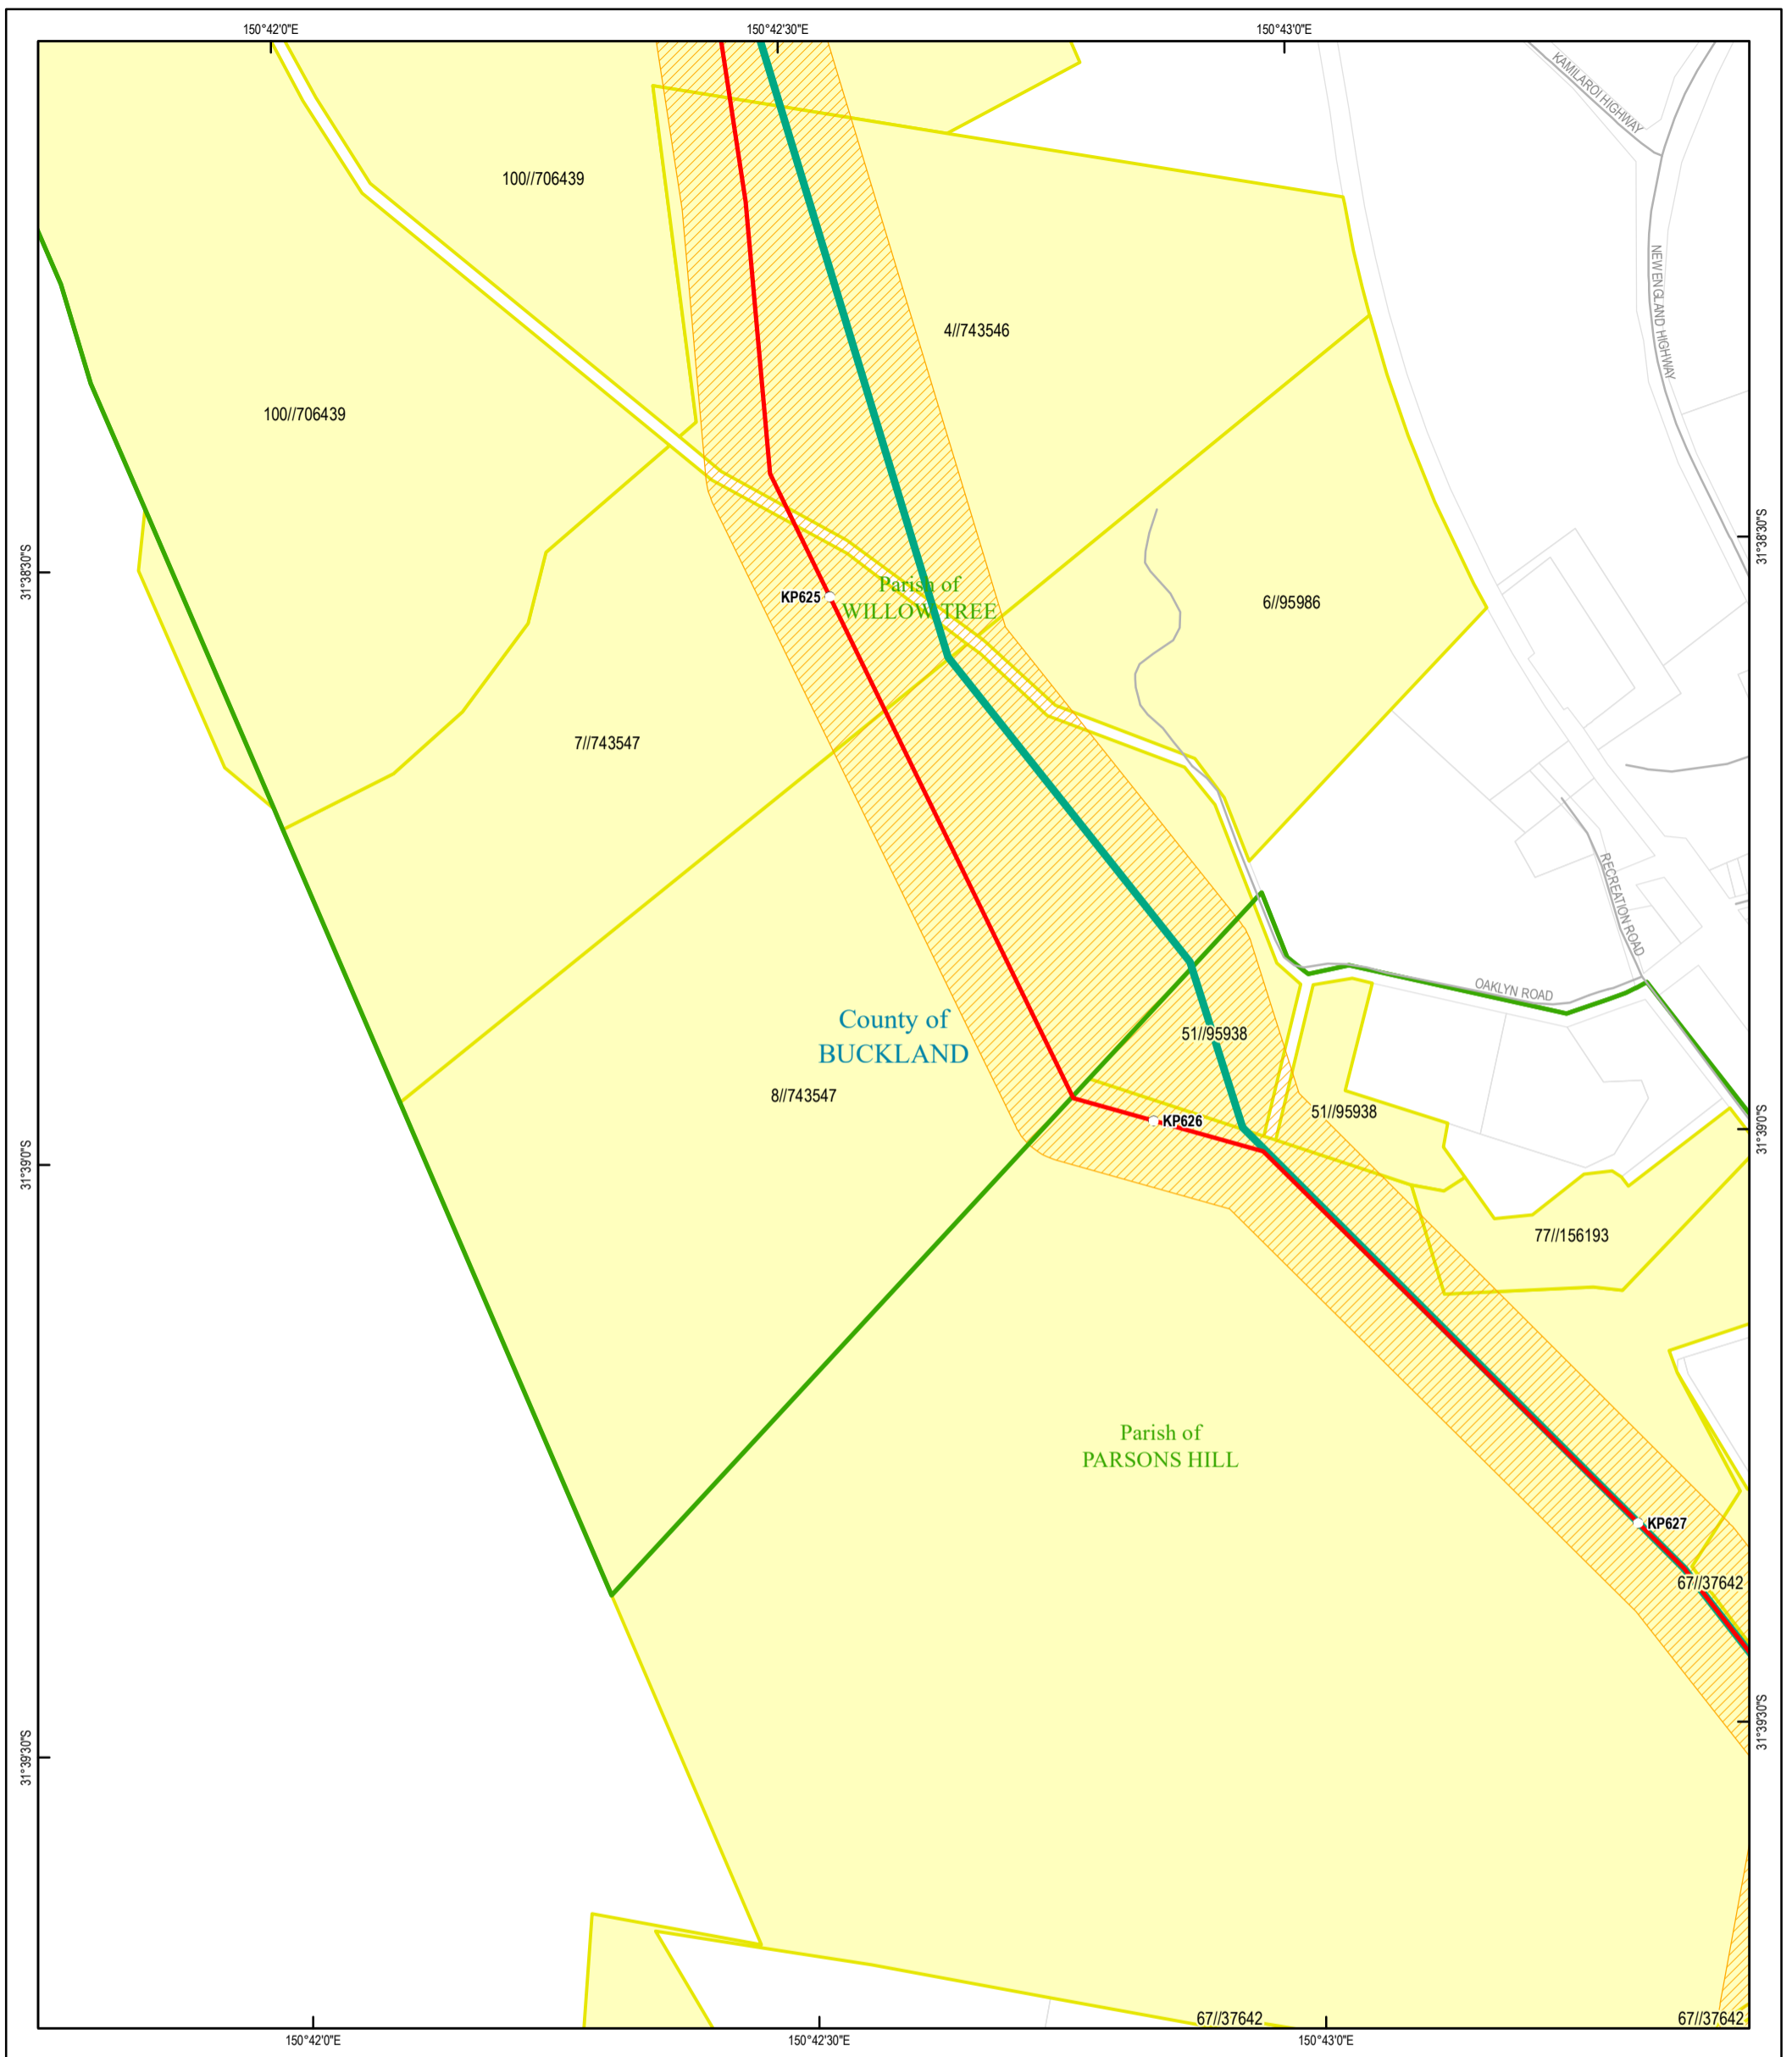 150°42'0"E
150°42'30"E
150°43'0"E
KAMILAROI HIGHWAY
100//706439
NEW ENGLAND HIGHWAY
4//743546
100//706439
31°38'30"S
31°38'30"S
KP625
Parish of
WILLOW TREE
6//95986
7//743547
RECREATION ROAD
OAKLYN ROAD
County of
BUCKLAND
51//95938
8//743547
51//95938
KP626
31°39'0"S
31°39'0"S
77//156193
Parish of
PARSONS HILL
KP627
67//37642
31°39'30"S
31°39'30"S
67//37642
67//37642
150°42'0"E
150°42'30"E
150°43'0"E